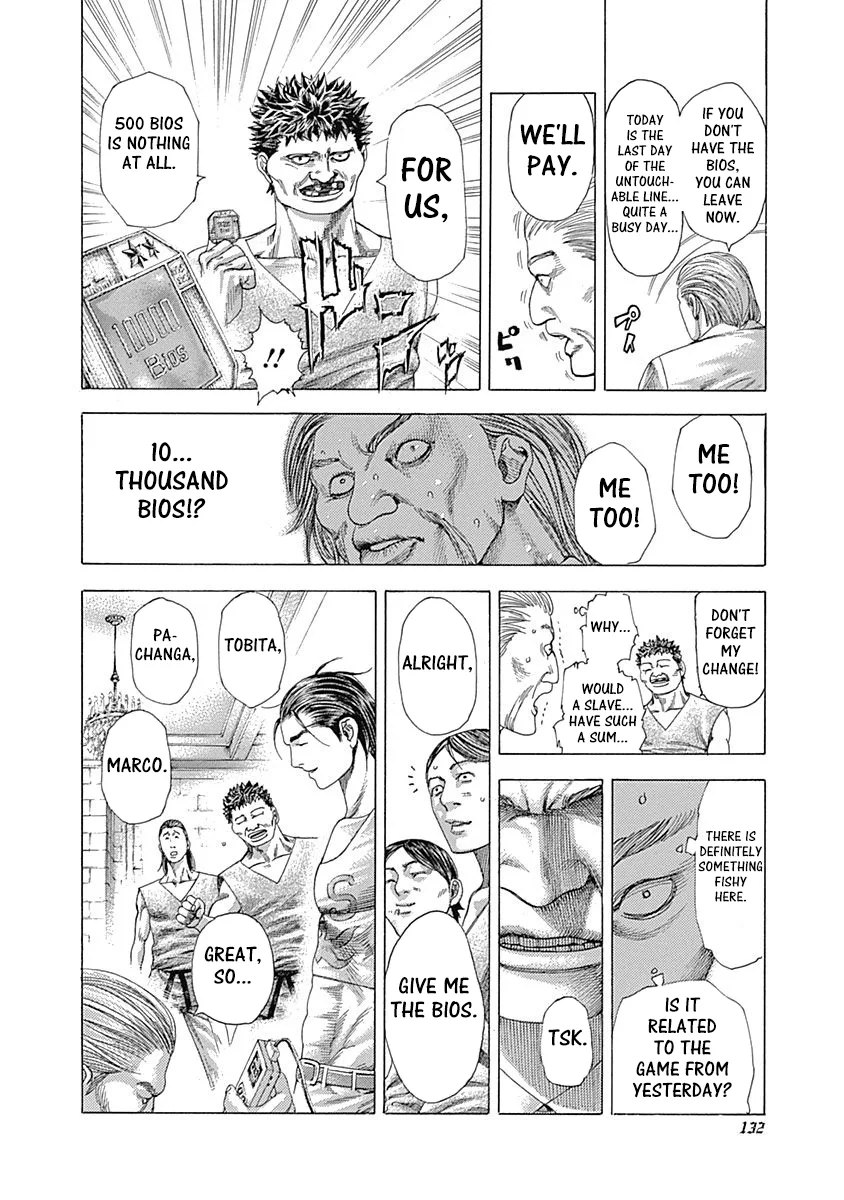 IF YOU
DON'T
HAVE THE
BIOS,
YOU CAN
LEAVE
NOW.
TODAY
IS THE
LAST DAY
OF THE
UNTOUCH-
ABLE LINE...
QUITE A
BUSY DAY...
WE'LL
PAY.
ピリ
FOR
US,
500 BIOS
IS NOTHING
AT ALL.
10000
Bios
!!
ME
TOO!
ME
TOO!
10...
THOUSAND
BIOS!?
DON'T
FORGET
MY
CHANGE!
WHY...
WOULD
A SLAVE...
HAVE SUCH
A SUM...
THERE IS
DEFINITELY
SOMETHING
FISHY
HERE.
IS IT
RELATED
TO THE
GAME FROM
YESTERDAY?
TSK.
ALRIGHT,
GIVE ME
THE BIOS.
TOBITA,
PA-
CHANGA,
MARCO.
GREAT,
SO...
S
132